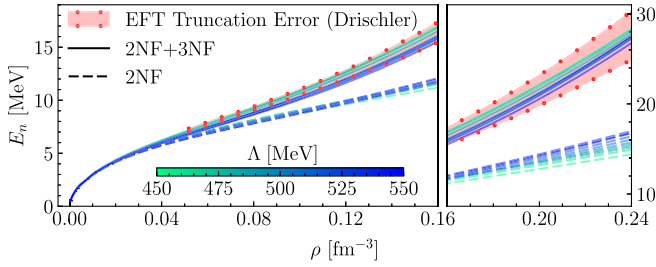 EFT Truncation Error (Drischler)
2NF+3NF
2NF
Λ [MeV]
450 475 500 525 550
E_n [MeV]
15
10
5
0
0.00 0.04 0.08 0.12 0.16
0.16 0.20 0.24
30
20
10
ρ [fm⁻³]